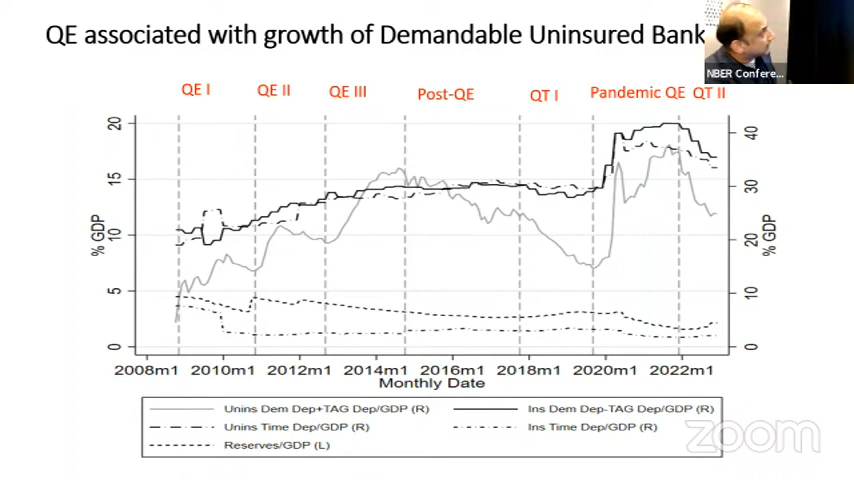 QE associated with growth of Demandable Uninsured Bank
NBER Confere...
QE I
QE II
QE III
Post-QE
QT I
Pandemic QE
QT II
20
15
10
5
0
% GDP
40
30
20
10
0
% GDP
2008m1 2010m1 2012m1 2014m1 2016m1 2018m1 2020m1 2022m1
Monthly Date
Unins Dem Dep+TAG Dep/GDP (R)
Ins Dem Dep-TAG Dep/GDP (R)
Unins Time Dep/GDP (R)
Ins Time Dep/GDP (R)
Reserves/GDP (L)
zoom